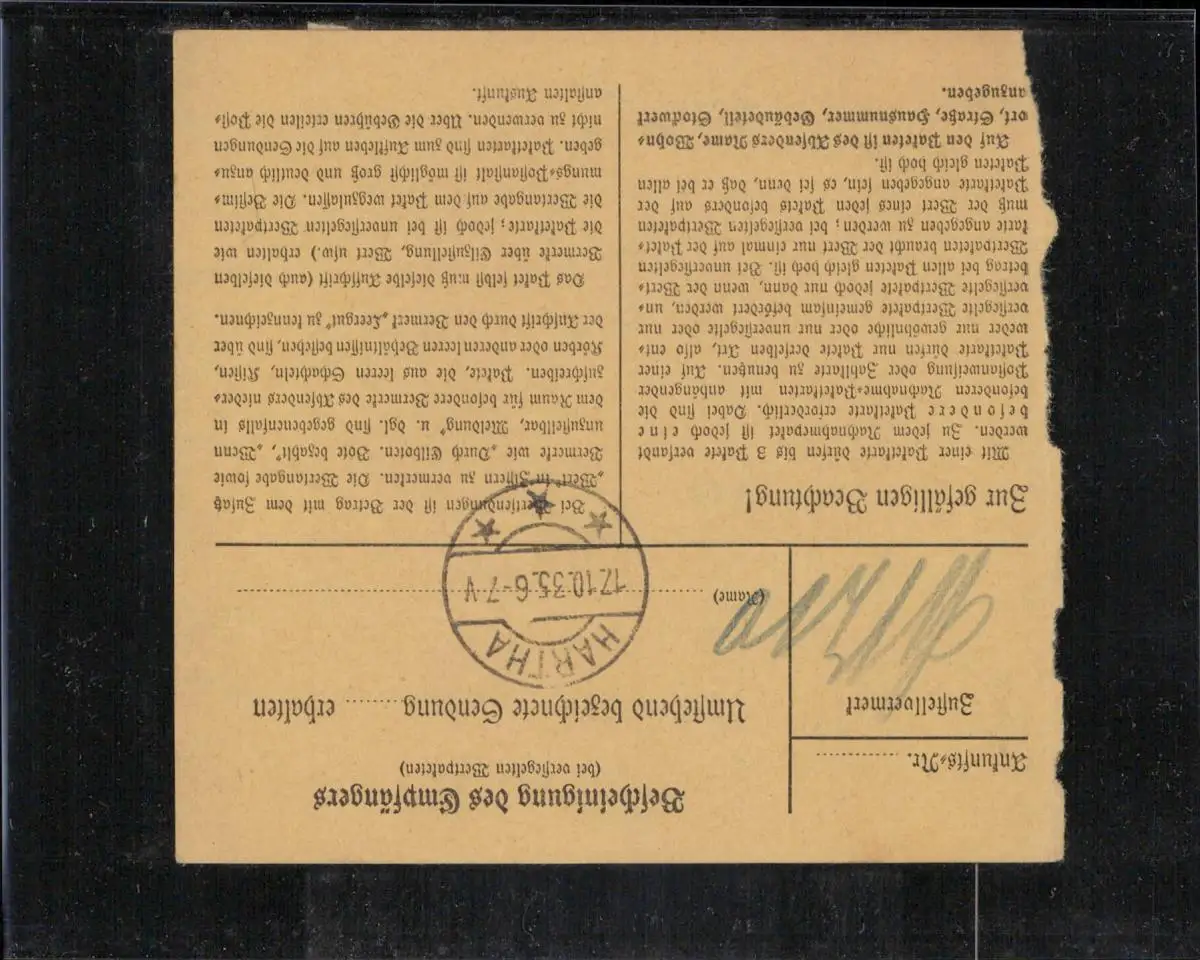 Ankunfts-Nr.
Bescheinigung des Empfängers
(bei versiegelten Wertpaketen)
Zustellvermerk
Umstehend bezeichnete Sendung ........ erhalten
(Name)
HARTHA
17.10.35.6-7 V
Zur gefälligen Beachtung!
Mit einer Paketkarte dürfen bis 3 Pakete versandt
werden. Zu jedem Nachnahmepaket ist jedoch eine
besondere Paketkarte erforderlich. Dabei sind die
besonderen Nachnahme-Paketkarten mit anhängender
Postanweisung oder Zahlkarte zu benutzen. Auf einer
Paketkarte dürfen nur Pakete derselben Art, also ent-
weder nur gewöhnliche oder nur unversiegelte oder nur
versiegelte Wertpakete gemeinsam befördert werden, un-
versiegelte Wertpakete jedoch nur dann, wenn der Wert-
betrag bei allen Paketen gleich hoch ist. Bei unversiegelten
Wertpaketen braucht der Wert nur einmal auf der Paket-
karte angegeben zu werden; bei versiegelten Wertpaketen
muß der Wert eines jeden Pakets besonders auf der
Paketkarte angegeben sein, es sei denn, daß er bei allen
Paketen gleich hoch ist.
Auf den Paketen ist des Absenders Name, Wohn-
ort, Straße, Hausnummer, Gebäudeteil, Stockwerk
anzugeben.
Bei Wertsendungen ist der Betrag mit dem Zusatz
„Wert“ in Ziffern zu vermerken. Die Wertangabe sowie
Vermerke wie „Durch Eilboten. Bote bezahlt“, „Wenn
unzustellbar, Meldung“ u. dgl. sind gegebenenfalls in
dem Raum für besondere Vermerke des Absenders nieder-
zuschreiben. Pakete, die aus leeren Schachteln, Kisten,
Körben oder anderen leeren Behältnissen bestehen, sind über
der Aufschrift durch den Vermerk „Leergut“ zu kennzeichnen.
Das Paket selbst muß dieselbe Aufschrift (auch dieselben
Vermerke über Eilzustellung, Wert usw.) erhalten wie
die Paketkarte; jedoch ist bei unversiegelten Wertpaketen
die Wertangabe auf dem Paket wegzulassen. Die Bestim-
mungs-Postanstalt ist möglichst groß und deutlich anzu-
geben. Paketkarten sind zum Aufkleben auf die Sendungen
nicht zu verwenden. Über die Gebühren erteilen die Post-
anstalten Auskunft.